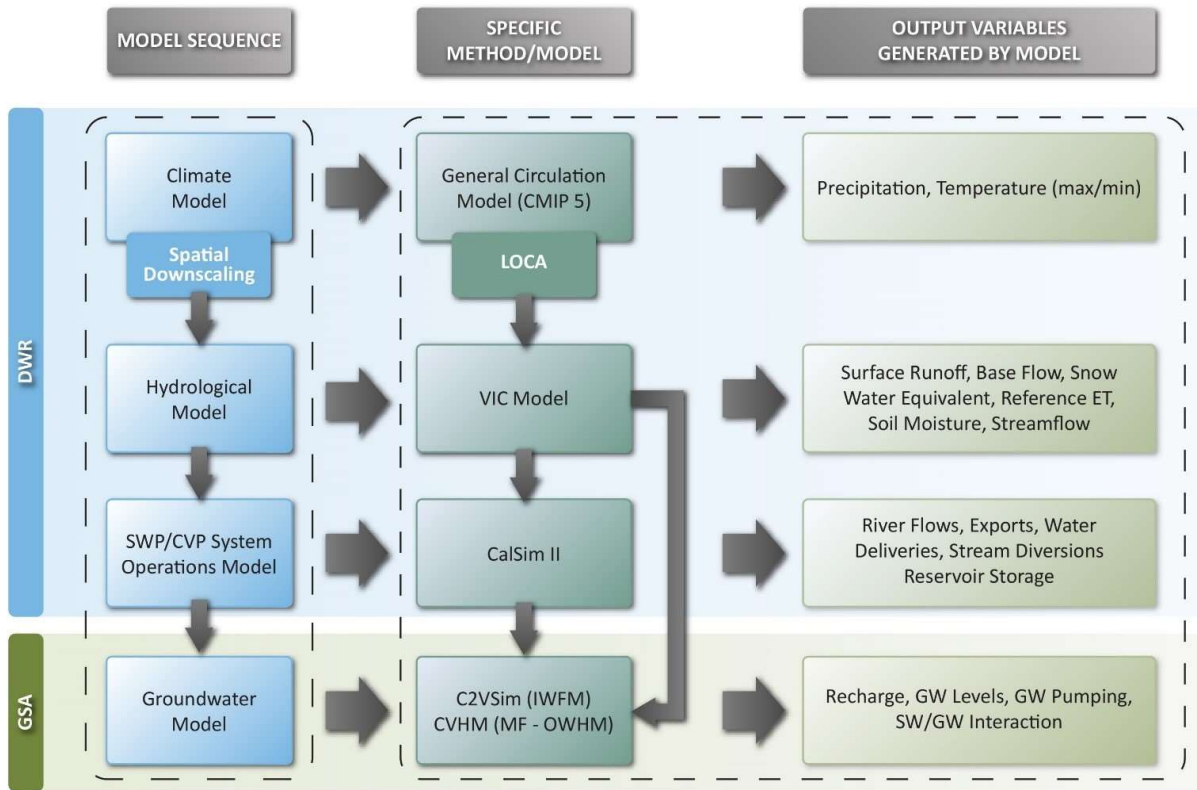 MODEL SEQUENCE
SPECIFIC
METHOD/MODEL
OUTPUT VARIABLES
GENERATED BY MODEL
DWR
Climate
Model
General Circulation
Model (CMIP 5)
Precipitation, Temperature (max/min)
Spatial
Downscaling
LOCA
Hydrological
Model
VIC Model
Surface Runoff, Base Flow, Snow
Water Equivalent, Reference ET,
Soil Moisture, Streamflow
SWP/CVP System
Operations Model
CalSim II
River Flows, Exports, Water
Deliveries, Stream Diversions
Reservoir Storage
GSA
Groundwater
Model
C2VSim (IWFM)
CVHM (MF - OWHM)
Recharge, GW Levels, GW Pumping,
SW/GW Interaction